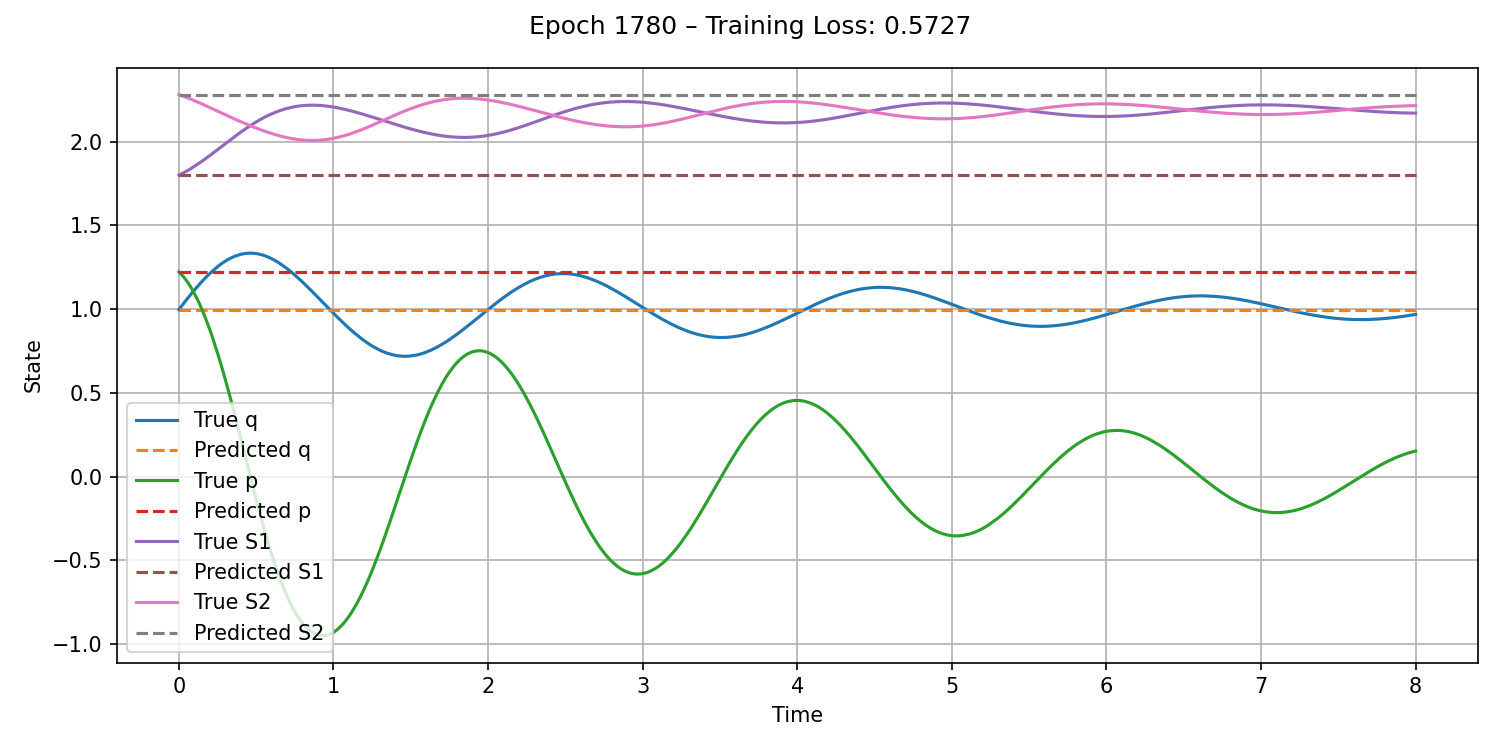 Epoch 1780 – Training Loss: 0.5727
State
2.0
1.5
1.0
0.5
0.0
−0.5
−1.0
True q
Predicted q
True p
Predicted p
True S1
Predicted S1
True S2
Predicted S2
0 1 2 3 4 5 6 7 8
Time